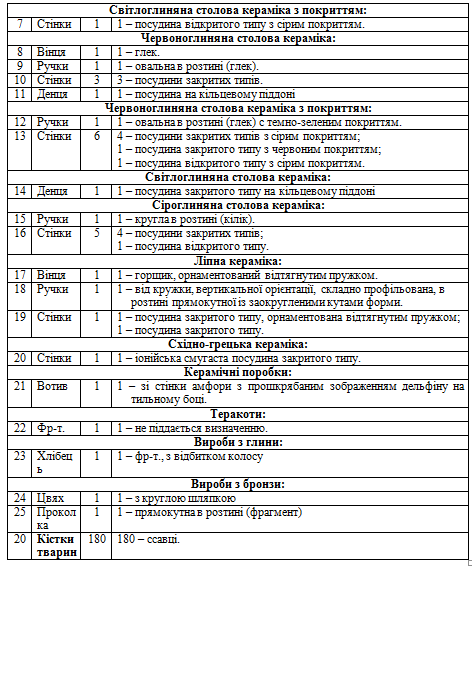 Світлоглиняна столова кераміка з покриттям:
7 Стінки 1 1 – посудина відкритого типу з сірим покриттям.
Червоноглиняна столова кераміка:
8 Вінця 1 1 – глек.
9 Ручки 1 1 – овальна в розтині (глек).
10 Стінки 3 3 – посудини закритих типів.
11 Денця 1 1 – посудина на кільцевому піддоні
Червоноглиняна столова кераміка з покриттям:
12 Ручки 1 1 – овальна в розтині (глек) с темно-зеленим покриттям.
13 Стінки 6 4 – посудини закритих типів з сірим покриттям;
1 – посудина закритого типу з червоним покриттям;
1 – посудина відкритого типу з сірим покриттям.
Світлоглиняна столова кераміка:
14 Денця 1 1 – посудина закритого типу на кільцевому піддоні
Сіроглиняна столова кераміка:
15 Ручки 1 1 – кругла в розтині (кілік).
16 Стінки 5 4 – посудини закритих типів;
1 – посудина відкритого типу.
Ліпна кераміка:
17 Вінця 1 1 – горщик, орнаментований відтягнутим пружком.
18 Ручки 1 1 – від кружки, вертикальної орієнтації, складно профільована, в
розтині прямокутної із заокругленими кутами форми.
19 Стінки 1 1 – посудина закритого типу, орнаментована відтягнутим пружком;
1 – посудина закритого типу.
Східно-грецька кераміка:
20 Стінки 1 1 – іонійська смугаста посудина закритого типу.
Керамічні поробки:
21 Вотив 1 1 – зі стінки амфори з прошкрябаним зображенням дельфіну на
тильному боці.
Теракоти:
22 Фр-т. 1 1 – не піддається визначенню.
Вироби з глини:
23 Хлібец 1 1 – фр-т., з відбитком колосу
ь
Вироби з бронзи:
24 Цвях 1 1 – з круглою шляпкою
25 Прокол 1 1 – прямокутна в розтині (фрагмент)
ка
20 Кістки 180 180 – ссавці.
тварин